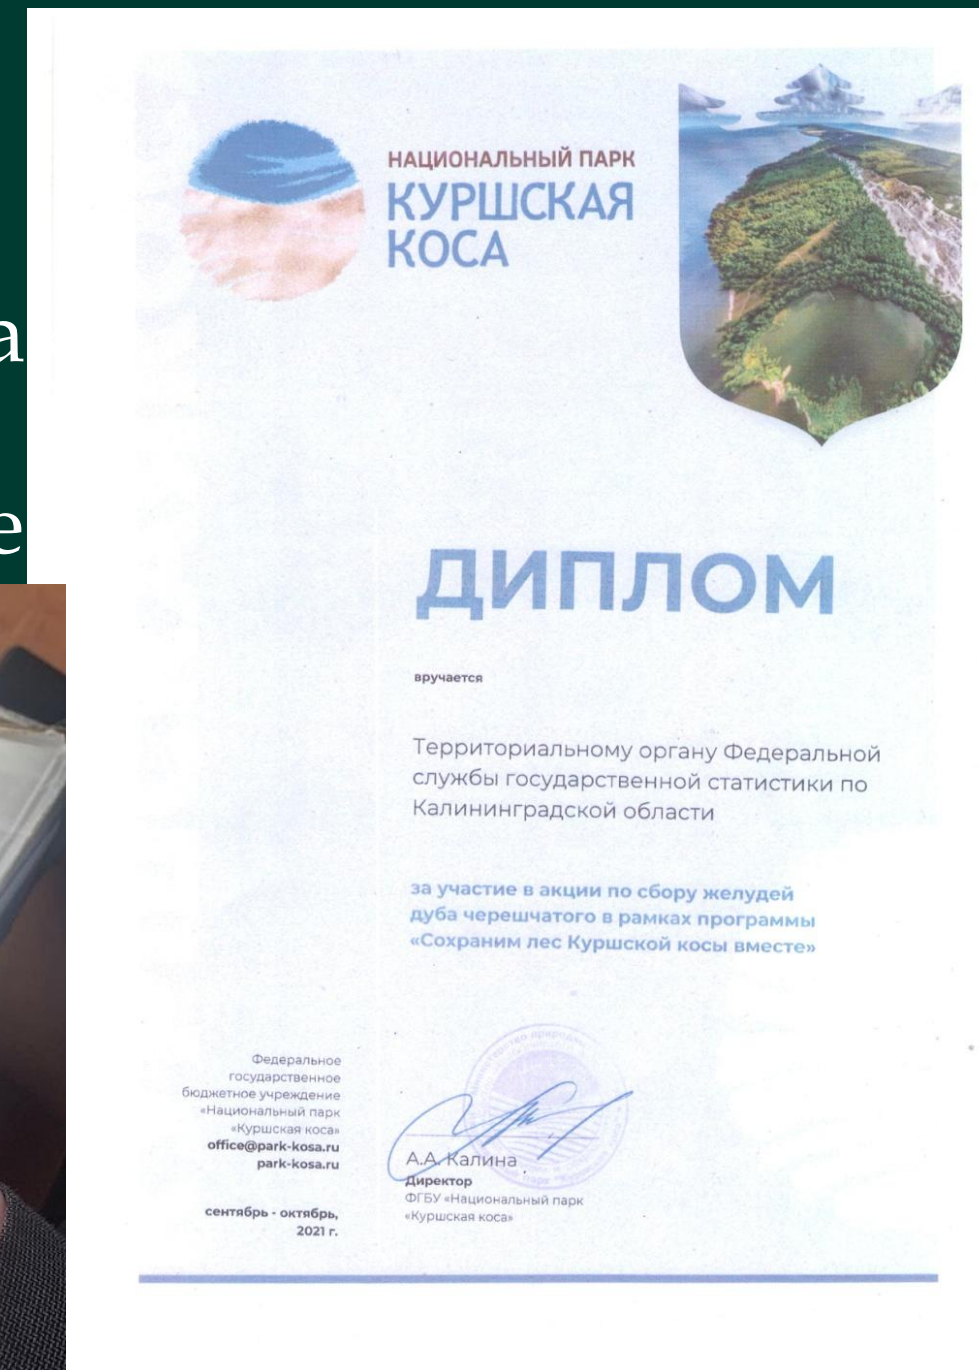 а
е
НАЦИОНАЛЬНЫЙ ПАРК
КУРШСКАЯ
КОСА
ДИПЛОМ
вручается
Территориальному органу Федеральной
службы государственной статистики по
Калининградской области
за участие в акции по сбору желудей
дуба черешчатого в рамках программы
«Сохраним лес Куршской косы вместе»
Федеральное
государственное
бюджетное учреждение
«Национальный парк
«Куршская коса»
office@park-kosa.ru
park-kosa.ru
сентябрь - октябрь,
2021 г.
А.А. Калина
Директор
ФГБУ «Национальный парк
«Куршская коса»